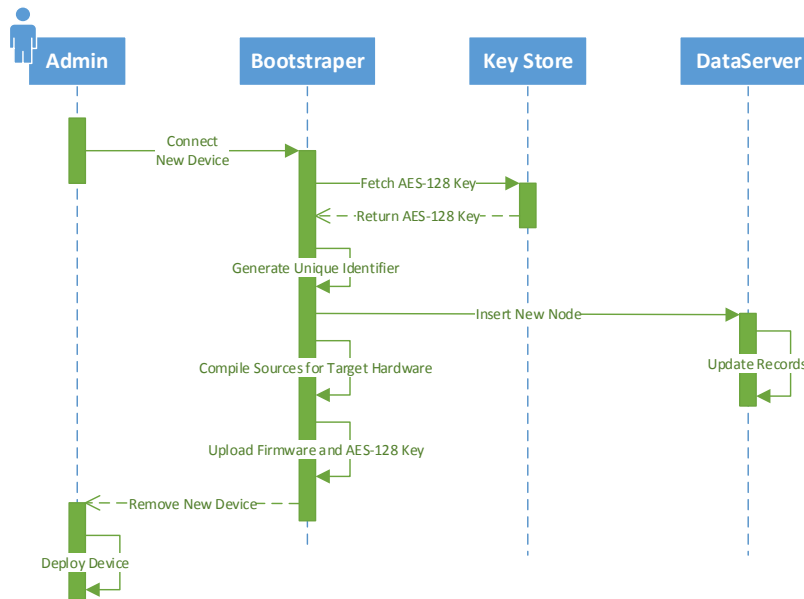 Admin
Bootstraper
Key Store
DataServer
Connect
New Device
Fetch AES-128 Key
Return AES-128 Key
Generate Unique Identifier
Insert New Node
Compile Sources for Target Hardware
Update Records
Upload Firmware and AES-128 Key
Remove New Device
Deploy Device